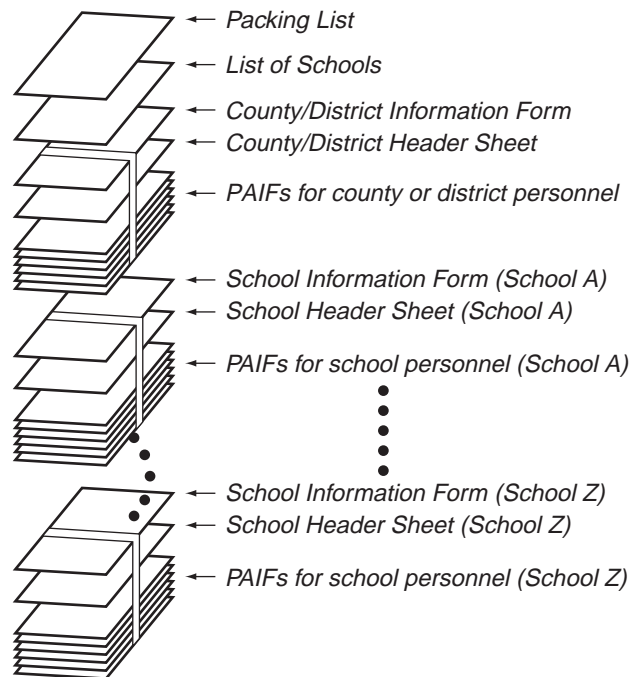 Packing List
List of Schools
County/District Information Form
County/District Header Sheet
PAIFs for county or district personnel
School Information Form (School A)
School Header Sheet (School A)
PAIFs for school personnel (School A)
School Information Form (School Z)
School Header Sheet (School Z)
PAIFs for school personnel (School Z)